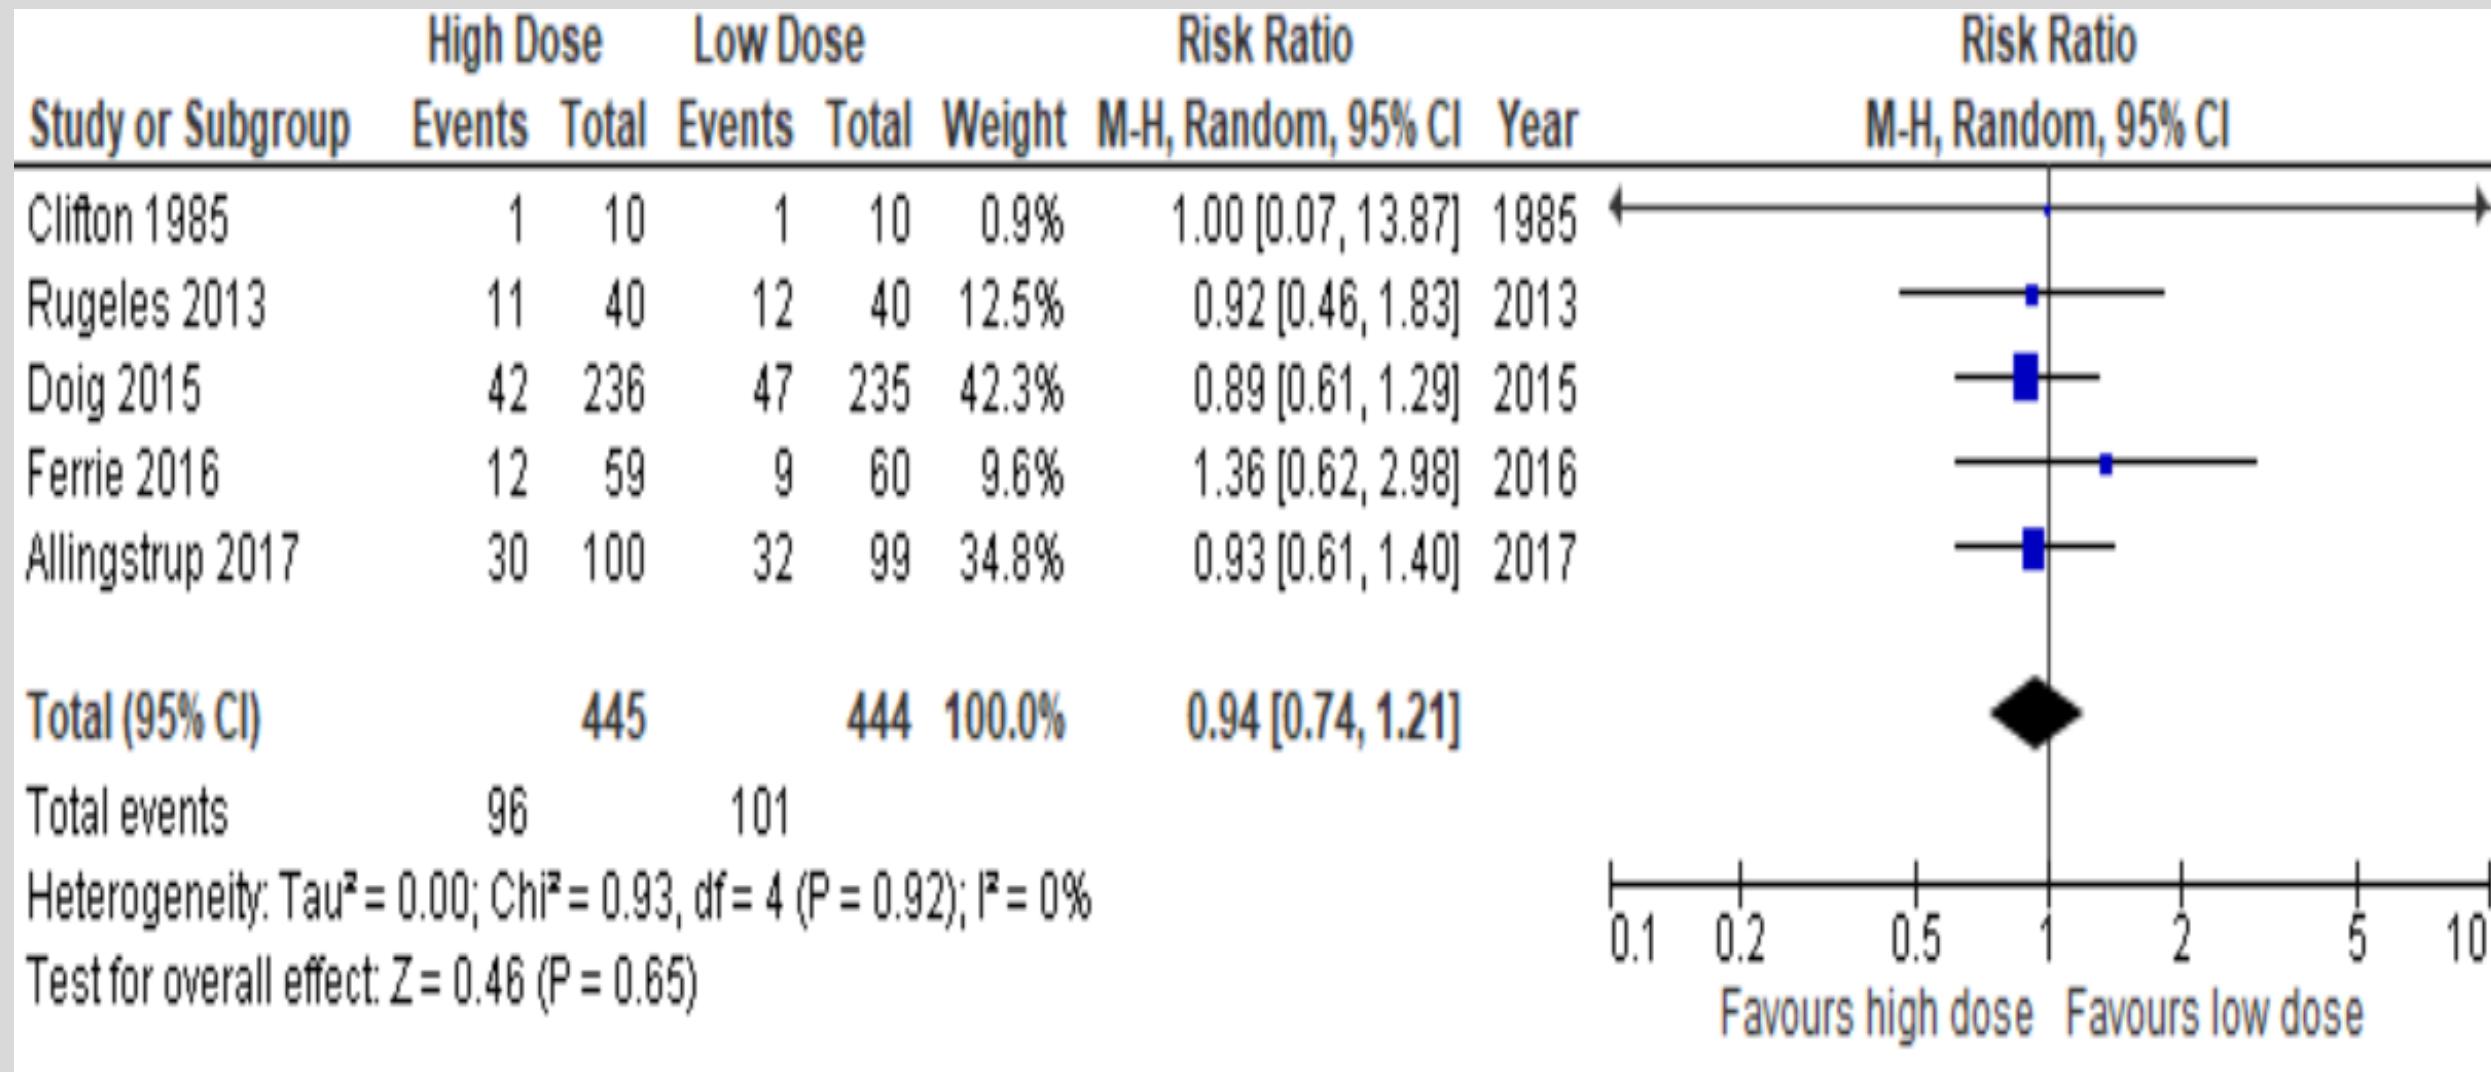 High Dose Low Dose Risk Ratio Risk Ratio
Study or Subgroup Events Total Events Total Weight M-H, Random, 95% CI Year M-H, Random, 95% CI
Clifton 1985 1 10 1 10 0.9% 1.00 [0.07, 13.87] 1985
Rugeles 2013 11 40 12 40 12.5% 0.92 [0.46, 1.83] 2013
Doig 2015 42 236 47 235 42.3% 0.89 [0.61, 1.29] 2015
Ferrie 2016 12 59 9 60 9.6% 1.36 [0.62, 2.98] 2016
Allingstrup 2017 30 100 32 99 34.8% 0.93 [0.61, 1.40] 2017
Total (95% CI) 445 444 100.0% 0.94 [0.74, 1.21]
Total events 96 101
Heterogeneity: Tau² = 0.00; Chi² = 0.93, df = 4 (P = 0.92); I² = 0%
0.1 0.2 0.5 1 2 5 10
Test for overall effect: Z = 0.46 (P = 0.65)
Favours high dose Favours low dose